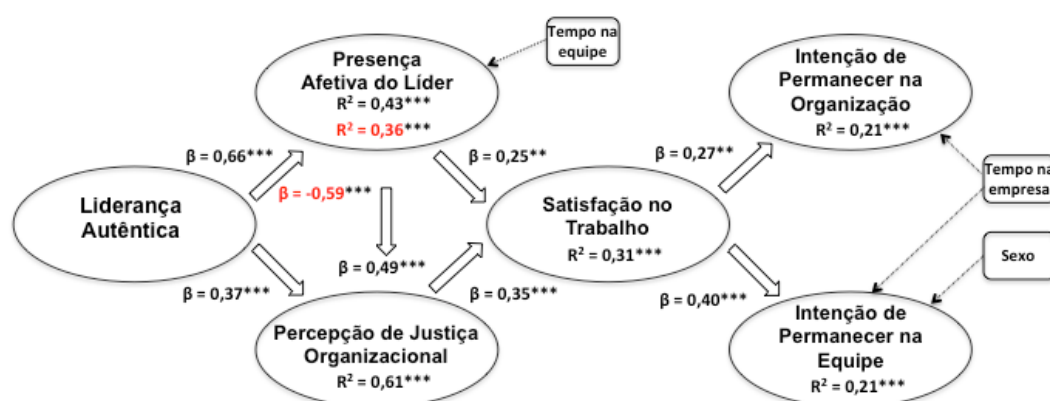 Tempo na
equipe
Presença
Afetiva do Líder
R² = 0,43***
R² = 0,36***
Intenção de
Permanecer na
Organização
R² = 0,21***
β = 0,66***
β = 0,25**
β = 0,27**
Tempo na
empresa
β = -0,59***
Liderança
Autêntica
Satisfação no
Trabalho
R² = 0,31***
Sexo
β = 0,49***
β = 0,37***
β = 0,35***
β = 0,40***
Percepção de Justiça
Organizacional
R² = 0,61***
Intenção de
Permanecer na
Equipe
R² = 0,21***